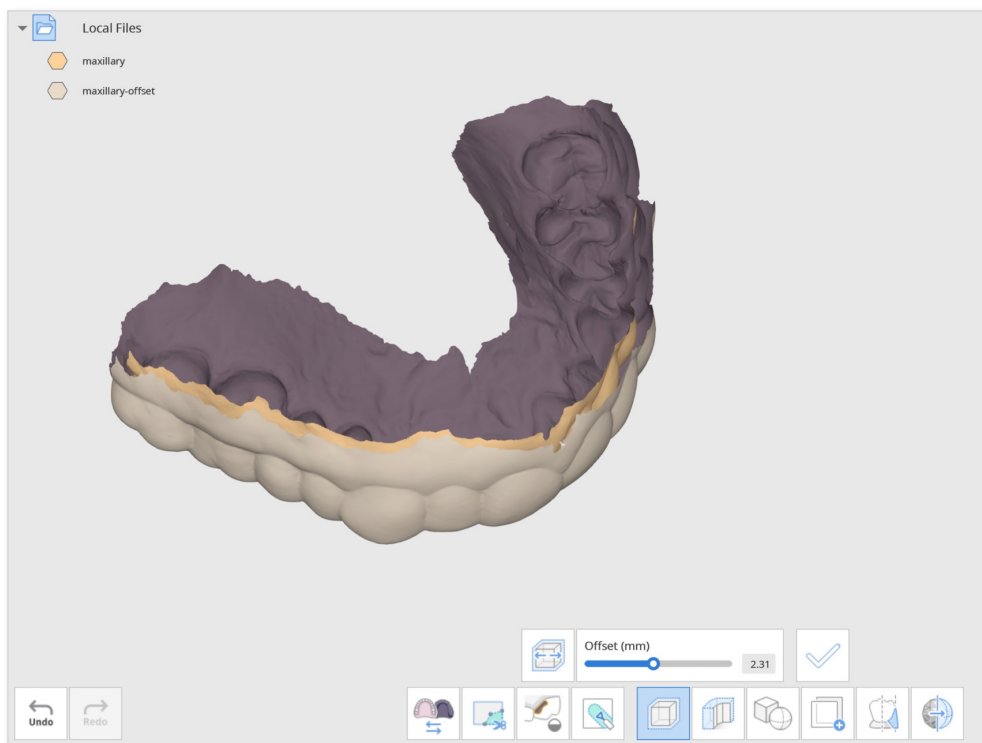 Local Files
maxillary
maxillary-offset
Offset (mm)
2.31
Undo
Redo